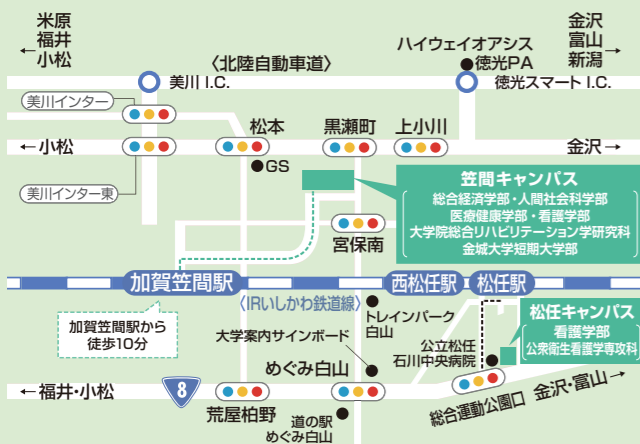 米原
福井
小松
金沢
富山
新潟
〈北陸自動車道〉
ハイウェイオアシス
徳光PA
美川 I.C.
徳光スマート I.C.
美川インター
松本
黒瀬町
上小川
←小松
金沢→
GS
美川インター東
笠間キャンパス
総合経済学部・人間社会科学部
医療健康学部・看護学部
大学院総合リハビリテーション学研究科
金城大学短期大学部
宮保南
加賀笠間駅
西松任駅
松任駅
〈IRいしかわ鉄道線〉
加賀笠間駅から
徒歩10分
トレインパーク
白山
松任キャンパス
看護学部
公衆衛生看護学専攻科
大学案内サインボード
めぐみ白山
公立松任
石川中央病院
←福井・小松
8
荒屋柏野
道の駅
めぐみ白山
総合運動公園口
金沢・富山→